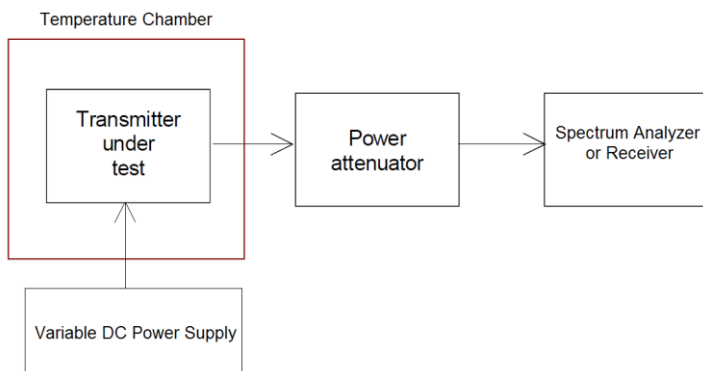 Temperature Chamber
Transmitter
under
test
Power
attenuator
Spectrum Analyzer
or Receiver
Variable DC Power Supply